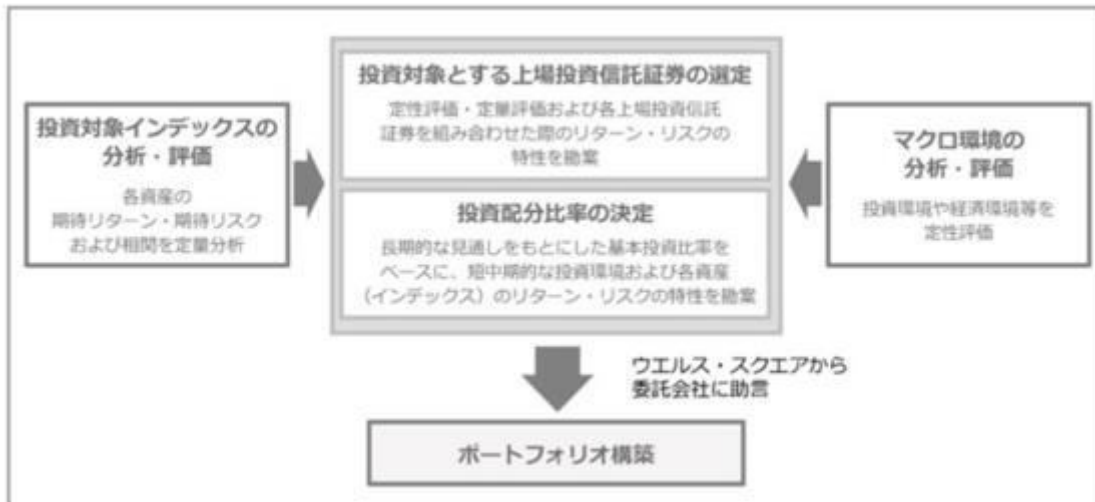 投資対象とする上場投資信託証券の選定
定性評価・定量評価および各上場投資信託
証券を組み合わせた際のリターン・リスクの
特性を勘案
投資対象インデックスの
分析・評価
各資産の
期待リターン・期待リスク
および相関を定量分析
マクロ環境の
分析・評価
投資環境や経済環境等を
定性評価
投資配分比率の決定
長期的な見通しをもとにした基本投資比率を
ベースに、短中期的な投資環境および各資産
（インデックス）のリターン・リスクの特性を勘案
ウエルス・スクエアから
委託会社に助言
ポートフォリオ構築